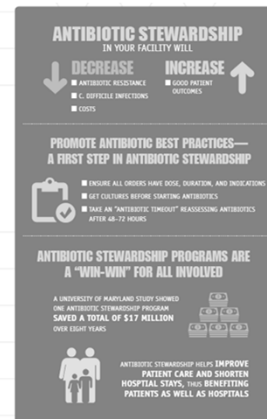 ANTIBIOTIC STEWARDSHIP
IN YOUR FACILITY WILL
DECREASE
ANTIBIOTIC RESISTANCE
C. DIFFICILE INFECTIONS
COSTS
INCREASE
GOOD PATIENT
OUTCOMES
PROMOTE ANTIBIOTIC BEST PRACTICES—
A FIRST STEP IN ANTIBIOTIC STEWARDSHIP
ENSURE ALL ORDERS HAVE DOSE, DURATION, AND INDICATIONS
GET CULTURES BEFORE STARTING ANTIBIOTICS
TAKE AN "ANTIBIOTIC TIMEOUT" REASSESSING ANTIBIOTICS
AFTER 48-72 HOURS
ANTIBIOTIC STEWARDSHIP PROGRAMS ARE
A "WIN-WIN" FOR ALL INVOLVED
A UNIVERSITY OF MARYLAND STUDY SHOWED
ONE ANTIBIOTIC STEWARDSHIP PROGRAM
SAVED A TOTAL OF $17 MILLION
OVER EIGHT YEARS
ANTIBIOTIC STEWARDSHIP HELPS IMPROVE
PATIENT CARE AND SHORTEN
HOSPTIAL STAYS, THUS BENEFITING
PATIENTS AS WELL AS HOSPITALS